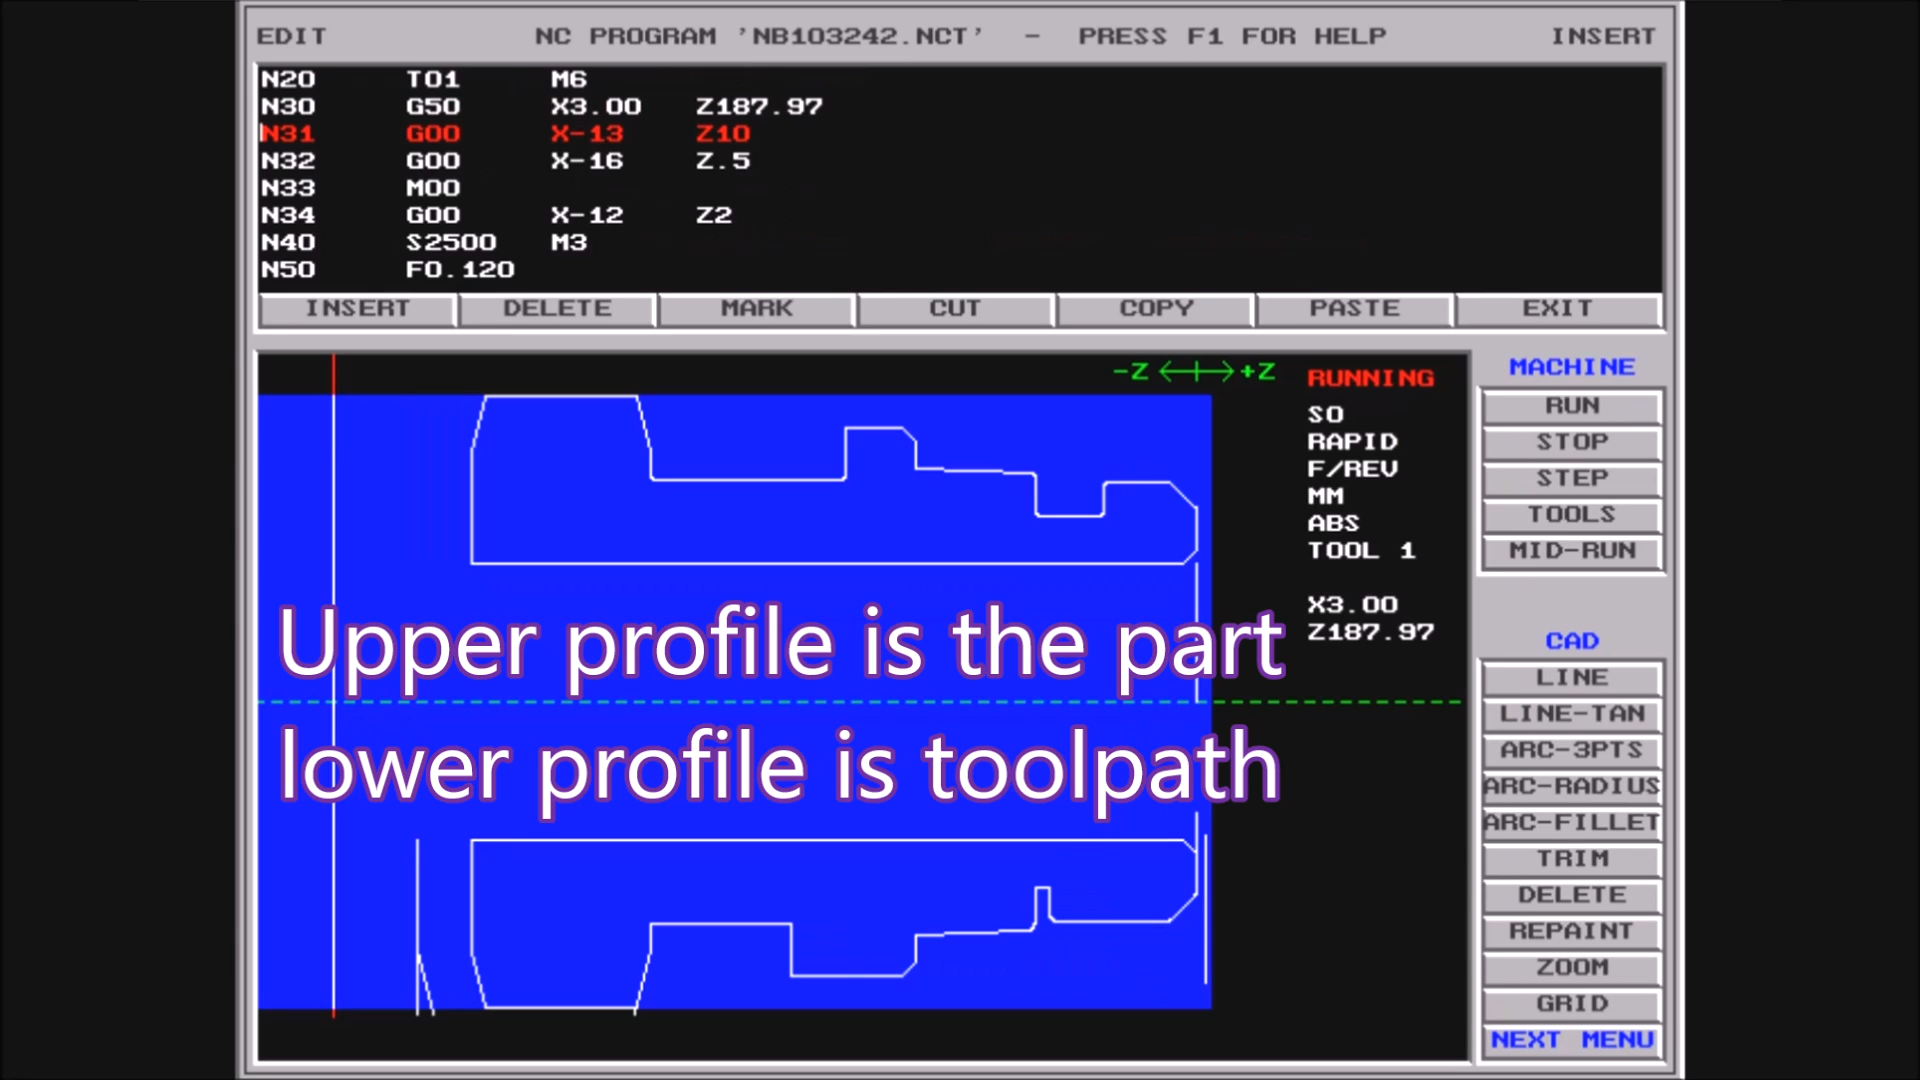 EDIT NC PROGRAM 'NB103242.NCT' - PRESS F1 FOR HELP INSERT
N20 T01 M6
N30 G50 X3.00 Z187.97
N31 G00 X-13 Z10
N32 G00 X-16 Z.5
N33 M00
N34 G00 X-12 Z2
N40 S2500 M3
N50 F0.120
INSERT DELETE MARK CUT COPY PASTE EXIT
-Z +Z
RUNNING
S0
RAPID
F/REV
MM
ABS
TOOL 1
X3.00
Z187.97
Upper profile is the part
lower profile is toolpath
MACHINE
RUN
STOP
STEP
TOOLS
MID-RUN
CAD
LINE
LINE-TAN
ARC-3PTS
ARC-RADIUS
ARC-FILLET
TRIM
DELETE
REPAINT
ZOOM
GRID
NEXT MENU